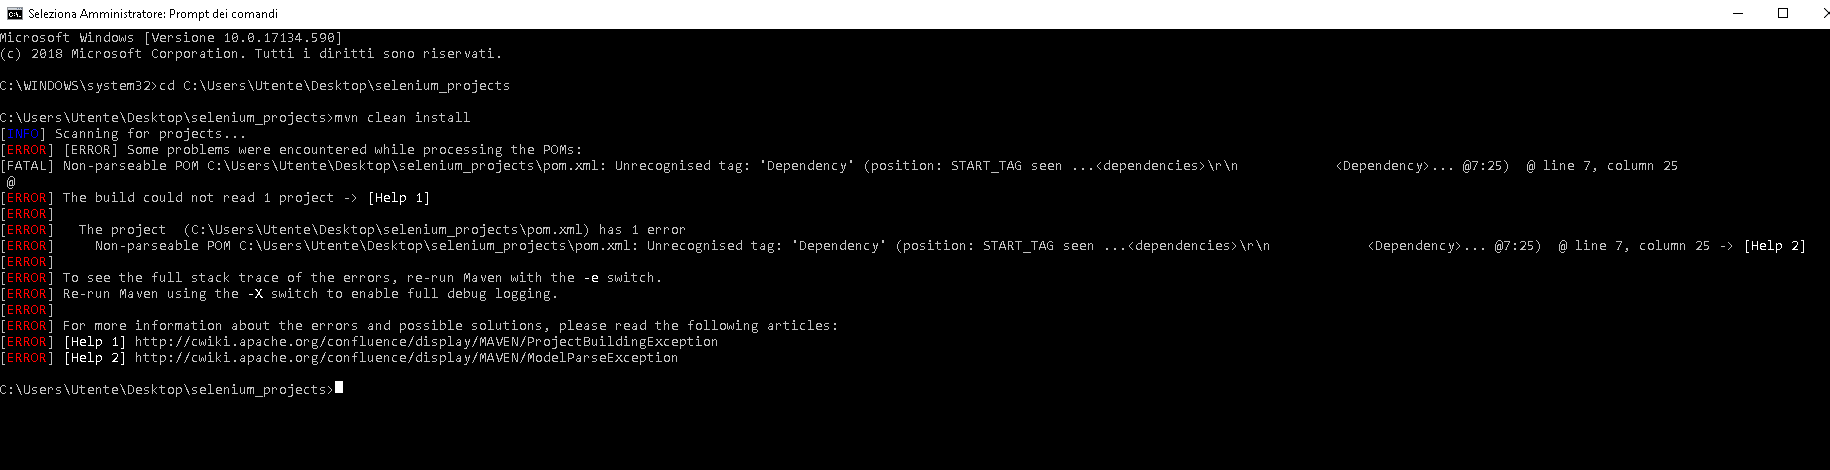 Seleziona Amministratore: Prompt dei comandi
Microsoft Windows [Versione 10.0.17134.590]
(c) 2018 Microsoft Corporation. Tutti i diritti sono riservati.
C:\WINDOWS\system32>cd C:\Users\Utente\Desktop\selenium_projects
C:\Users\Utente\Desktop\selenium_projects>mvn clean install
[INFO] Scanning for projects...
[ERROR] [ERROR] Some problems were encountered while processing the POMs:
[FATAL] Non-parseable POM C:\Users\Utente\Desktop\selenium_projects\pom.xml: Unrecognised tag: 'Dependency' (position: START_TAG seen ...<dependencies>\r\n            <Dependency>... @7:25)  @ line 7, column 25
 @
[ERROR] The build could not read 1 project -> [Help 1]
[ERROR]
[ERROR]   The project  (C:\Users\Utente\Desktop\selenium_projects\pom.xml) has 1 error
[ERROR]     Non-parseable POM C:\Users\Utente\Desktop\selenium_projects\pom.xml: Unrecognised tag: 'Dependency' (position: START_TAG seen ...<dependencies>\r\n            <Dependency>... @7:25)  @ line 7, column 25 -> [Help 2]
[ERROR]
[ERROR] To see the full stack trace of the errors, re-run Maven with the -e switch.
[ERROR] Re-run Maven using the -X switch to enable full debug logging.
[ERROR]
[ERROR] For more information about the errors and possible solutions, please read the following articles:
[ERROR] [Help 1] http://cwiki.apache.org/confluence/display/MAVEN/ProjectBuildingException
[ERROR] [Help 2] http://cwiki.apache.org/confluence/display/MAVEN/ModelParseException
C:\Users\Utente\Desktop\selenium_projects>